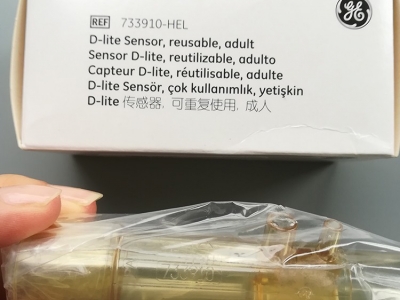 REF 733910-HEL
D-lite Sensor, reusable, adult
Sensor D-lite, reutilizable, adulto
Capteur D-lite, réutilisable, adulte
D-lite Sensör, çok kullanımlık, yetişkin
D-lite 传感器, 可重复使用, 成人
GE